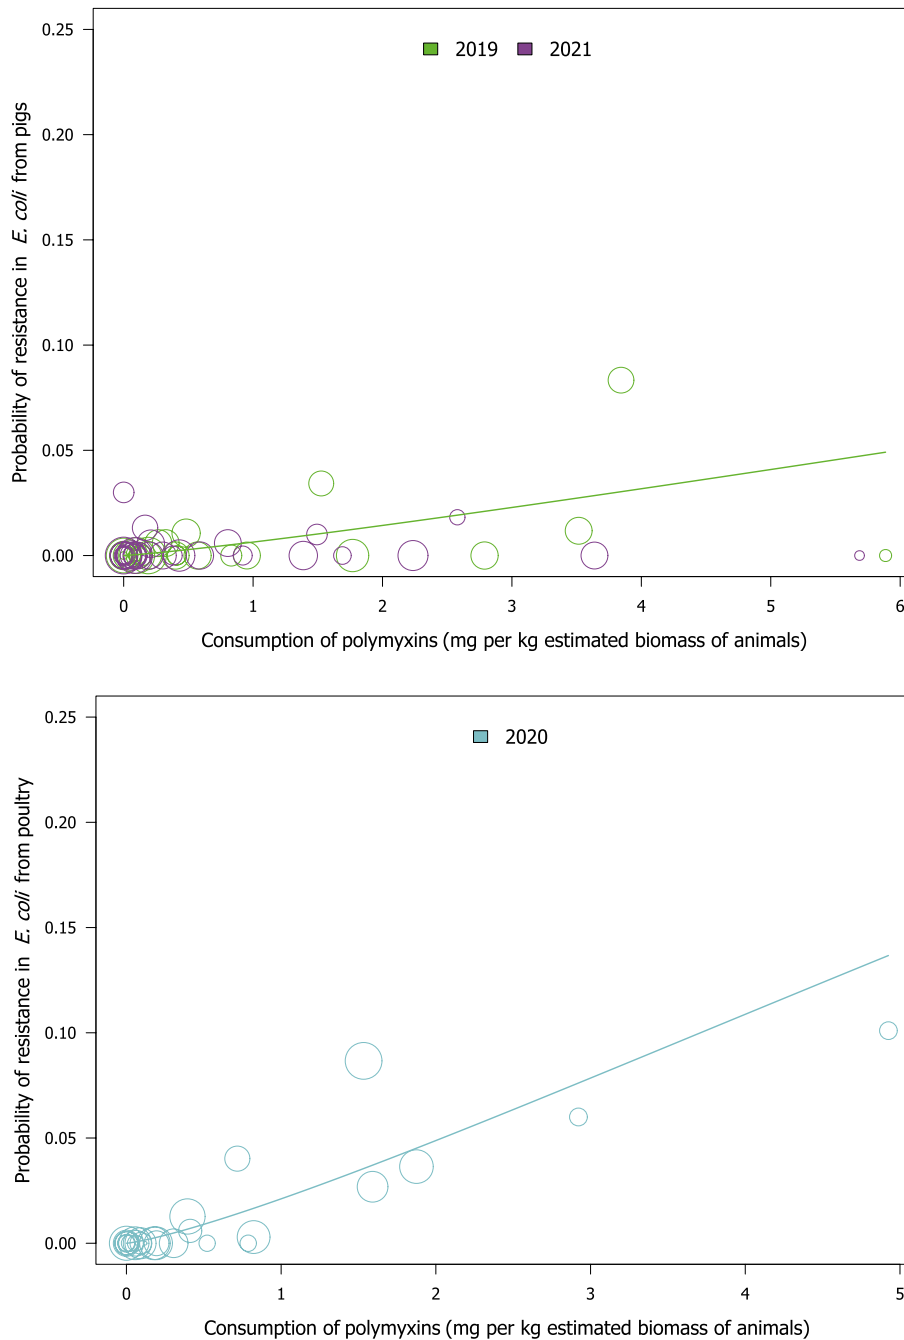 2019 2021
Probability of resistance in E. coli from pigs
0.25
0.20
0.15
0.10
0.05
0.00
0 1 2 3 4 5 6
Consumption of polymyxins (mg per kg estimated biomass of animals)
2020
Probability of resistance in E. coli from poultry
0.25
0.20
0.15
0.10
0.05
0.00
0 1 2 3 4 5
Consumption of polymyxins (mg per kg estimated biomass of animals)